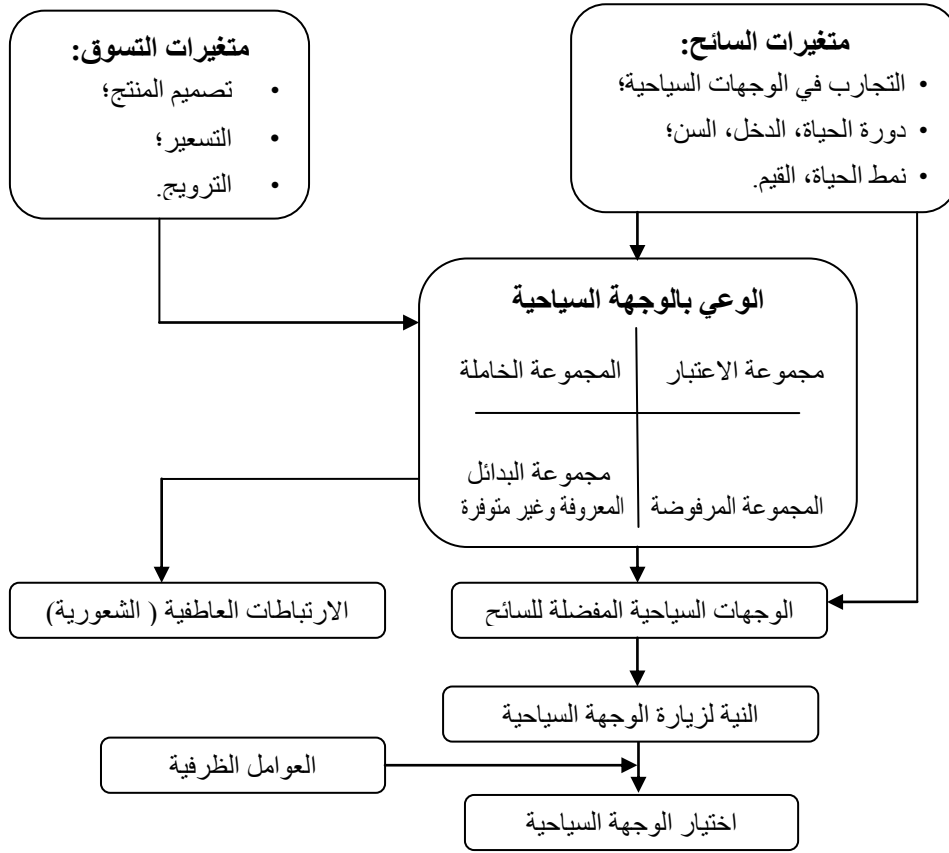 متغيرات السائح:
• التجارب في الوجهات السياحية؛
• دورة الحياة، الدخل، السن؛
• نمط الحياة، القيم.
متغيرات التسوق:
• تصميم المنتج؛
• التسعير؛
• الترويج.
الوعي بالوجهة السياحية
مجموعة الاعتبار
المجموعة الخاملة
المجموعة المرفوضة
مجموعة البدائل
المعروفة وغير متوفرة
الوجهات السياحية المفضلة للسائح
الارتباطات العاطفية ( الشعورية)
النية لزيارة الوجهة السياحية
العوامل الظرفية
اختيار الوجهة السياحية